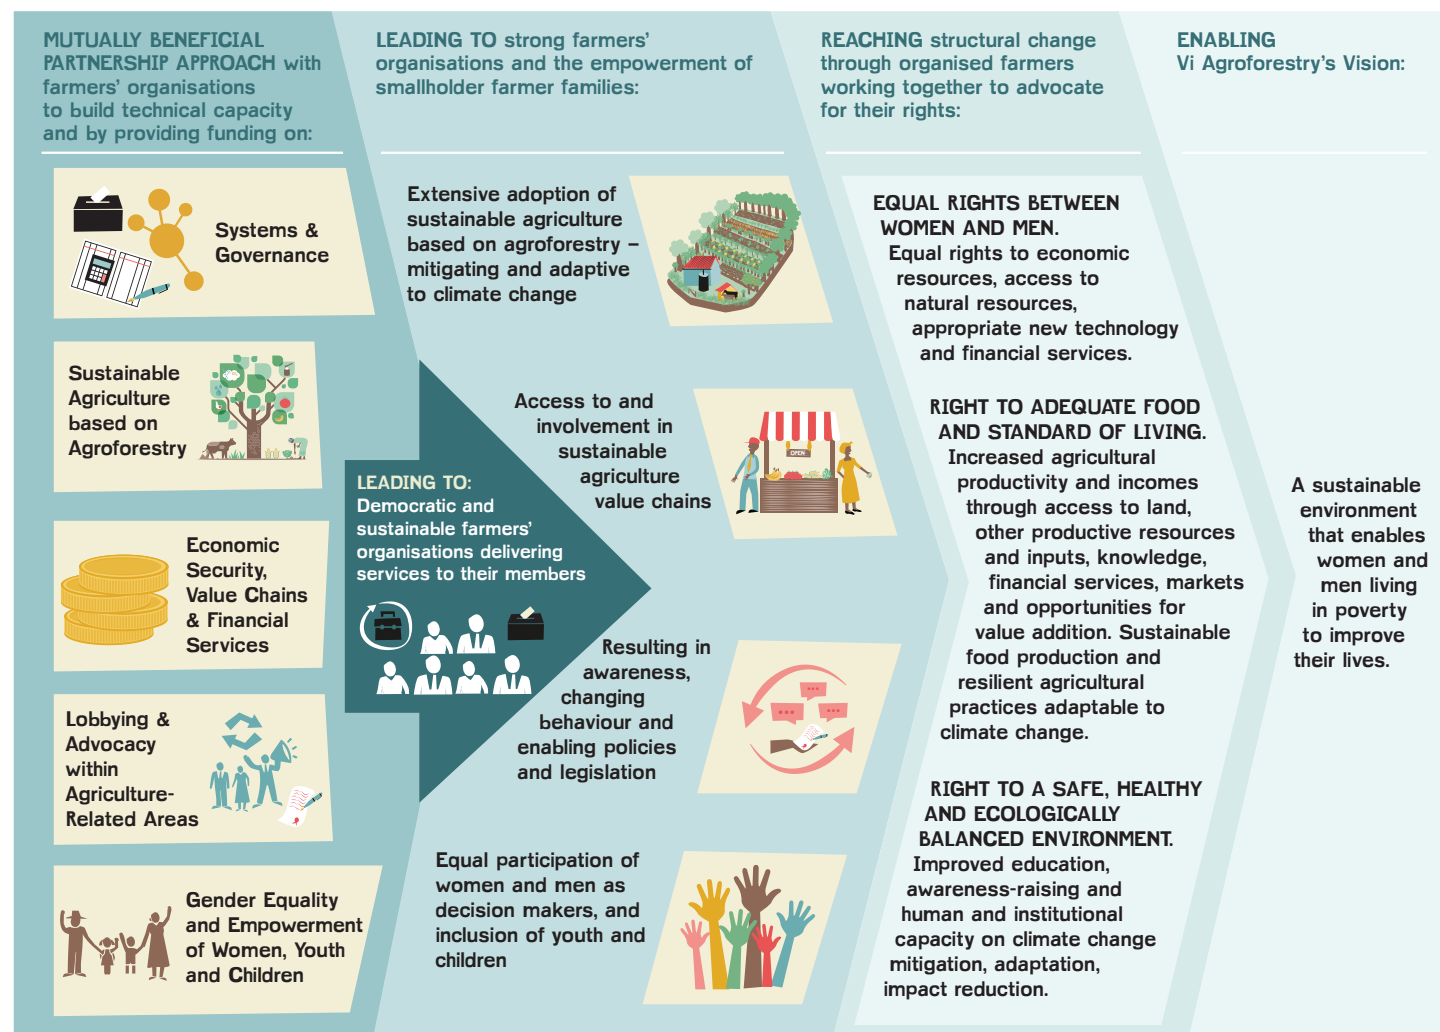 MUTUALLY BENEFICIAL
PARTNERSHIP APPROACH with
farmers' organisations
to build technical capacity
and by providing funding on:
Systems &
Governance
Sustainable
Agriculture
based on
Agroforestry
Economic
Security,
Value Chains
& Financial
Services
Lobbying &
Advocacy
within
Agriculture-
Related Areas
Gender Equality
and Empowerment
of Women, Youth
and Children
LEADING TO:
Democratic and
sustainable farmers'
organisations delivering
services to their members
LEADING TO strong farmers'
organisations and the empowerment of
smallholder farmer families:
Extensive adoption of
sustainable agriculture
based on agroforestry –
mitigating and adaptive
to climate change
Access to and
involvement in
sustainable
agriculture
value chains
OPEN
Resulting in
awareness,
changing
behaviour and
enabling policies
and legislation
Equal participation of
women and men as
decision makers, and
inclusion of youth and
children
REACHING structural change
through organised farmers
working together to advocate
for their rights:
EQUAL RIGHTS BETWEEN
WOMEN AND MEN.
Equal rights to economic
resources, access to
natural resources,
appropriate new technology
and financial services.
RIGHT TO ADEQUATE FOOD
AND STANDARD OF LIVING.
Increased agricultural
productivity and incomes
through access to land,
other productive resources
and inputs, knowledge,
financial services, markets
and opportunities for
value addition. Sustainable
food production and
resilient agricultural
practices adaptable to
climate change.
RIGHT TO A SAFE, HEALTHY
AND ECOLOGICALLY
BALANCED ENVIRONMENT.
Improved education,
awareness-raising and
human and institutional
capacity on climate change
mitigation, adaptation,
impact reduction.
ENABLING
Vi Agroforestry's Vision:
A sustainable
environment
that enables
women and
men living
in poverty
to improve
their lives.